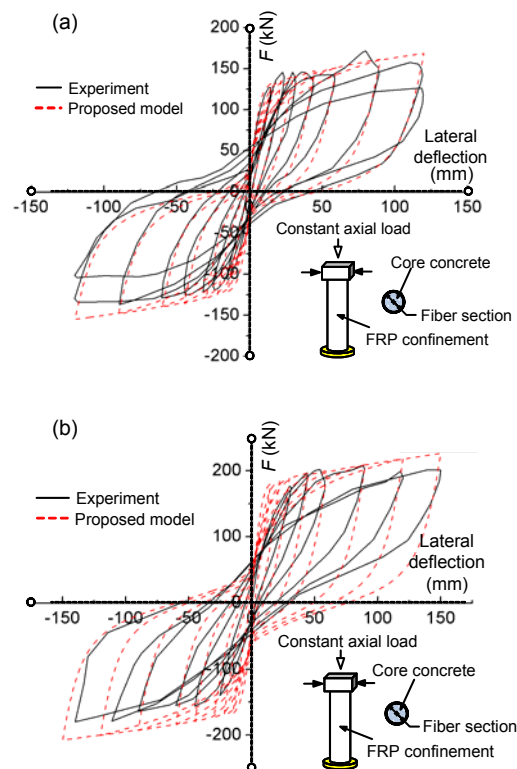 (a)
F (kN)
200
Experiment
Proposed model
150
100
50
Lateral
deflection
(mm)
-150
-100
-50
0
0
50
100
150
-50
-100
-150
-200
Constant axial load
Core concrete
Fiber section
FRP confinement
(b)
F (kN)
200
Experiment
Proposed model
100
Lateral
deflection
(mm)
-150
-100
-50
0
0
50
100
150
-100
-200
Constant axial load
Core concrete
Fiber section
FRP confinement